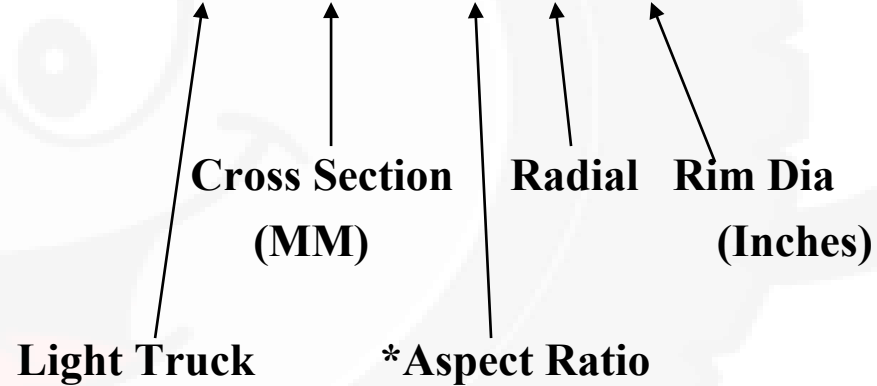 Cross Section Radial Rim Dia
(MM) (Inches)
Light Truck *Aspect Ratio